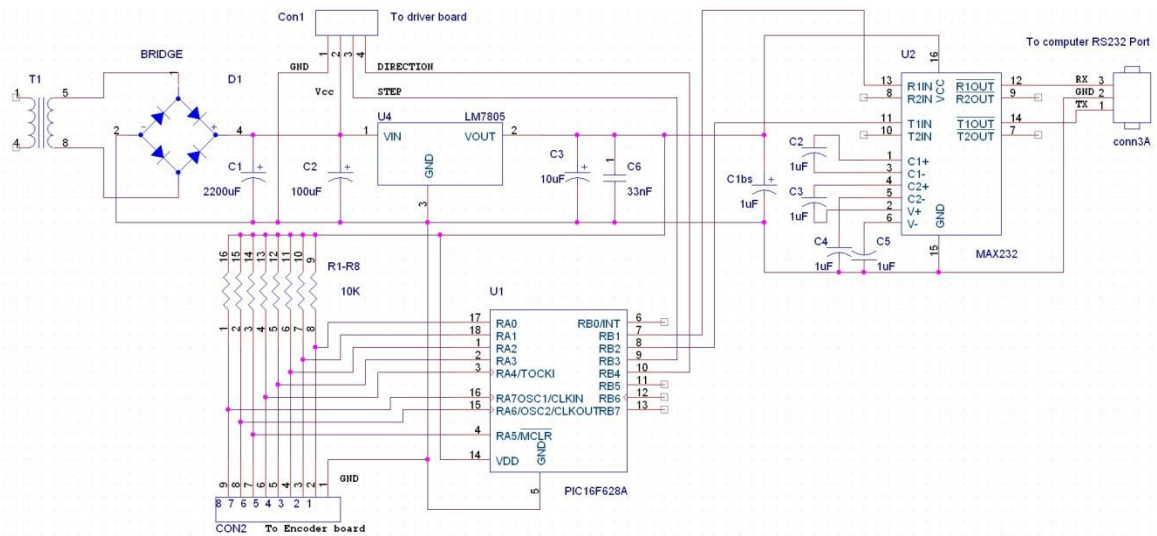 Con1
To driver board
1 2 3 4
GND
DIRECTION
Vcc
STEP
BRIDGE
T1
D1
1 5
4 8
1
2 4
C1
2200uF
C2
100uF
U4
LM7805
1 VIN VOUT 2
GND
3
C3
10uF
1
C6
33nF
C1bs
1uF
U2
16
To computer RS232 Port
13 R1IN VCC R1OUT 12
8 R2IN R2OUT 9
11 T1IN T1OUT 14
10 T2IN T2OUT 7
RX 3
GND 2
TX 1
conn3A
C2
1uF
C3
1uF
C4
1uF
C5
1uF
1 C1+
3 C1-
4 C2+
5 C2-
2 V+
6 V-
GND
15
MAX232
16 15 14 13 12 11 10 9
R1-R8
10K
1 2 3 4 5 6 7 8
U1
17 RA0 RB0/INT 6
18 RA1 RB1 7
1 RA2 RB2 8
2 RA3 RB3 9
3 RA4/TOCKI RB4 10
RB5 11
16 RA7OSC1/CLKIN RB6 12
15 RA6/OSC2/CLKOUTRB7 13
4 RA5/MCLR
14 VDD
GND
5
PIC16F628A
GND
9 8 7 6 5 4 3 2 1
8 7 6 5 4 3 2 1
CON2
To Encoder board